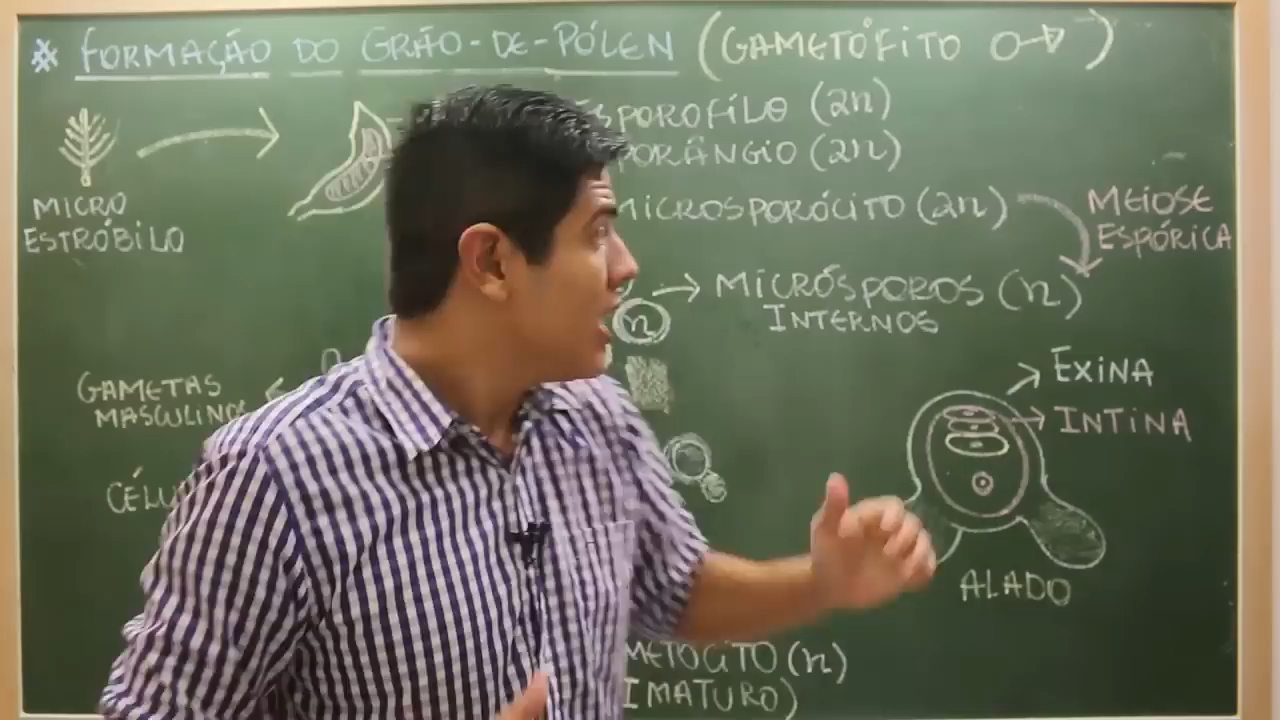 * FORMAÇÃO DO GRÃO-DE-PÓLEN (GAMETÓFITO
SPOROFILO (2n)
PORÂNGIO (2n)
MICRO
ESTRÓBILO
MICROSPORÓCITO (2n)
MEIOSE
ESPÓRICA
n
MICRÓSPOROS (n)
INTERNOS
GAMETAS
MASCULINOS
EXINA
INTINA
CÉLU
ALADO
METÓCITO (n)
IMATURO)